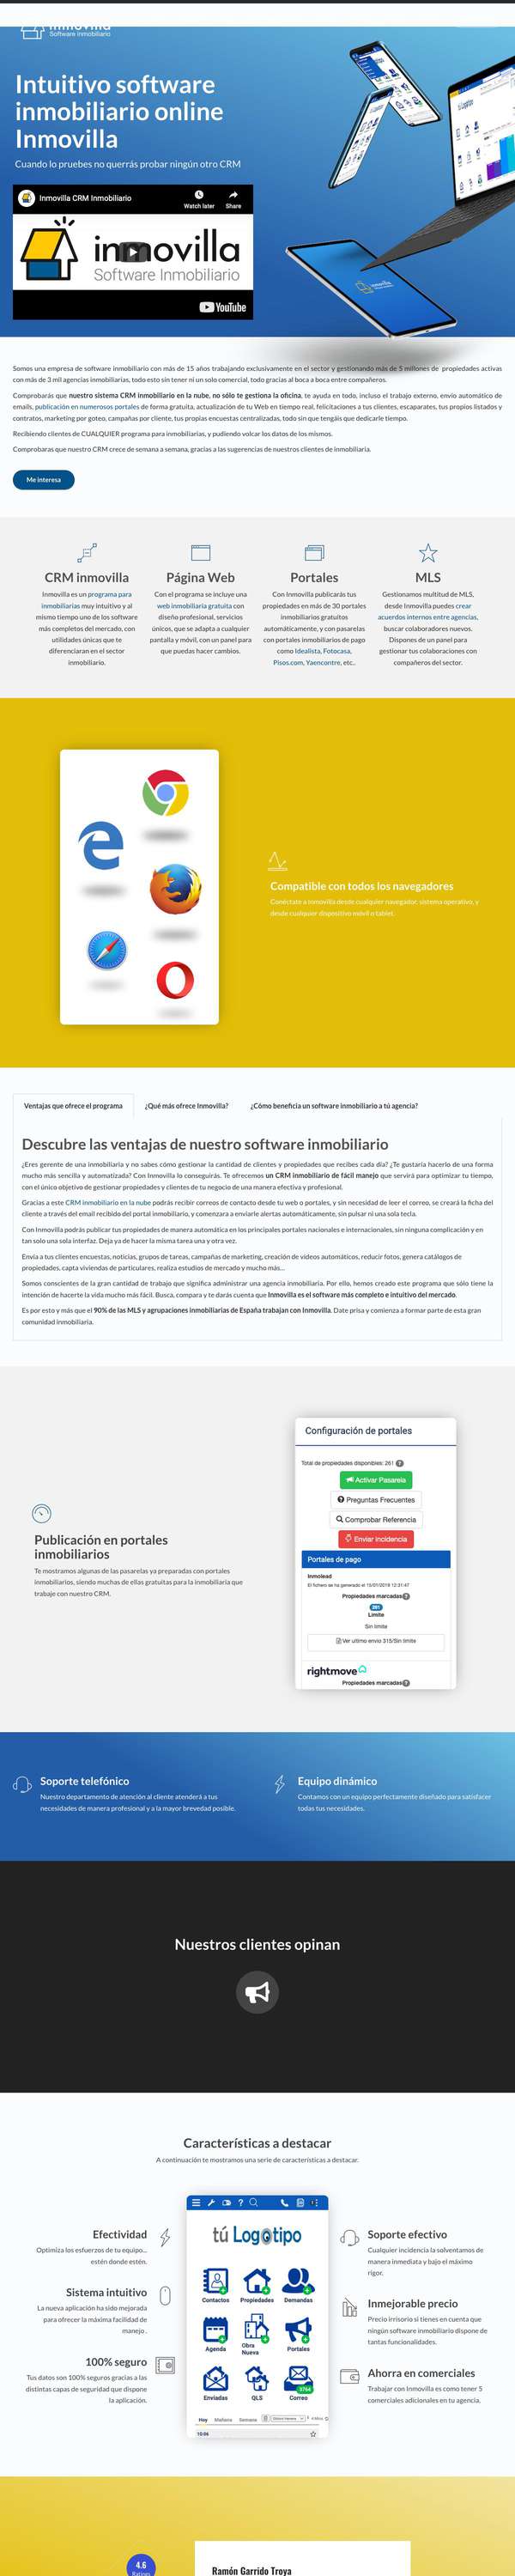 inmovilla
Software Inmobiliario
Intuitivo software
inmobiliario online
Inmovilla
Cuando lo pruebes no querrás probar ningún otro CRM
Inmovilla CRM Inmobiliario
Watch later
Share
inmovilla
Software Inmobiliario
YouTube
Somos una empresa de software inmobiliario con más de 15 años trabajando exclusivamente en el sector y gestionando más de 5 millones de propiedades activas
con más de 3 mil agencias inmobiliarias, todo esto sin tener ni un solo comercial, todo gracias al boca a boca entre compañeros.
Comprobarás que nuestro sistema CRM inmobiliario en la nube, no sólo te gestiona la oficina, te ayuda en todo, incluso el trabajo externo, envío automático de
emails, publicación en numerosos portales de forma gratuita, actualización de tu Web en tiempo real, felicitaciones a tus clientes, escaparates, tus propios listados y
contratos, marketing por goteo, campañas por cliente, tus propias encuestas centralizadas, todo sin que tengáis que dedicarle tiempo.
Recibiendo clientes de CUALQUIER programa para inmobiliarias, y pudiendo volcar los datos de los mismos.
Comprobaras que nuestro CRM crece de semana a semana, gracias a las sugerencias de nuestros clientes de inmobiliaria.
Me interesa
CRM inmovilla
Inmovilla es un programa para
inmobiliarias muy intuitivo y al
mismo tiempo uno de los software
más completos del mercado, con
utilidades únicas que te
diferenciaran en el sector
inmobiliario.
Página Web
Con el programa se incluye una
web inmobiliaria gratuita con
diseño profesional, servicios
únicos, que se adapta a cualquier
pantalla y móvil, con un panel para
que puedas hacer cambios.
Portales
Con Inmovilla publicarás tus
propiedades en más de 30 portales
inmobiliarios gratuitos
automáticamente, y con pasarelas
con portales inmobiliarios de pago
como Idealista, Fotocasa,
Pisos.com, Yaencontre, etc..
MLS
Gestionamos multitud de MLS,
desde Inmovilla puedes crear
acuerdos internos entre agencias,
buscar colaboradores nuevos.
Dispones de un panel para
gestionar tus colaboraciones con
compañeros del sector.
Compatible con todos los navegadores
Conéctate a Inmovilla desde cualquier navegador, sistema operativo, y
desde cualquier dispositivo móvil o tablet.
Ventajas que ofrece el programa
¿Qué más ofrece Inmovilla?
¿Cómo beneficia un software inmobiliario a tú agencia?
Descubre las ventajas de nuestro software inmobiliario
¿Eres gerente de una inmobiliaria y no sabes cómo gestionar la cantidad de clientes y propiedades que recibes cada día? ¿Te gustaría hacerlo de una forma
mucho más sencilla y automatizada? Con Inmovilla lo conseguirás. Te ofrecemos un CRM inmobiliario de fácil manejo que servirá para optimizar tu tiempo,
con el único objetivo de gestionar propiedades y clientes de tu negocio de una manera efectiva y profesional.
Gracias a este CRM inmobiliario en la nube podrás recibir correos de contacto desde tu web o portales, y sin necesidad de leer el correo, se creará la ficha del
cliente a través del email recibido del portal inmobiliario, y comenzara a enviarle alertas automáticamente, sin pulsar ni una sola tecla.
Con Inmovilla podrás publicar tus propiedades de manera automática en los principales portales nacionales e internacionales, sin ninguna complicación y en
tan solo una sola interfaz. Deja ya de hacer la misma tarea una y otra vez.
Envía a tus clientes encuestas, noticias, grupos de tareas, campañas de marketing, creación de vídeos automáticos, reducir fotos, genera catálogos de
propiedades, capta viviendas de particulares, realiza estudios de mercado y mucho más...
Somos conscientes de la gran cantidad de trabajo que significa administrar una agencia inmobiliaria. Por ello, hemos creado este programa que sólo tiene la
intención de hacerte la vida mucho más fácil. Busca, compara y te darás cuenta que Inmovilla es el software más completo e intuitivo del mercado.
Es por esto y más que el 90% de las MLS y agrupaciones inmobiliarias de España trabajan con Inmovilla. Date prisa y comienza a formar parte de esta gran
comunidad inmobiliaria.
Publicación en portales
inmobiliarios
Te mostramos algunas de las pasarelas ya preparadas con portales
inmobiliarios, siendo muchas de ellas gratuitas para la inmobiliaria que
trabaje con nuestro CRM.
Configuración de portales
Total de propiedades disponibles: 261
Activar Pasarela
Preguntas Frecuentes
Comprobar Referencia
Enviar incidencia
Portales de pago
Inmolead
El fichero se ha generado el 15/01/2019 12:31:47
Propiedades marcadas
261
Límite
Sin límite
Ver ultimo envio 315/Sin limite
rightmove
Propiedades marcadas
Soporte telefónico
Nuestro departamento de atención al cliente atenderá a tus
necesidades de manera profesional y a la mayor brevedad posible.
Equipo dinámico
Contamos con un equipo perfectamente diseñado para satisfacer
todas tus necesidades.
Nuestros clientes opinan
Características a destacar
A continuación te mostramos una serie de características a destacar.
Efectividad
Optimiza los esfuerzos de tu equipo...
estén donde estén.
Sistema intuitivo
La nueva aplicación ha sido mejorada
para ofrecer la máxima facilidad de
manejo.
100% seguro
Tus datos son 100% seguros gracias a las
distintas capas de seguridad que dispone
la aplicación.
tú Logotipo
Contactos
Propiedades
Demandas
Agenda
Obra
Nueva
Portales
Enviadas
QLS
Correo
Hoy
Mañana
Semana
10:06
Soporte efectivo
Cualquier incidencia la solventamos de
manera inmediata y bajo el máximo
rigor.
Inmejorable precio
Precio irrisorio si tienes en cuenta que
ningún software inmobiliario dispone de
tantas funcionalidades.
Ahorra en comerciales
Trabajar con Inmovilla es como tener 5
comerciales adicionales en tu agencia.
4.6
Ratings
Ramón Garrido Troya